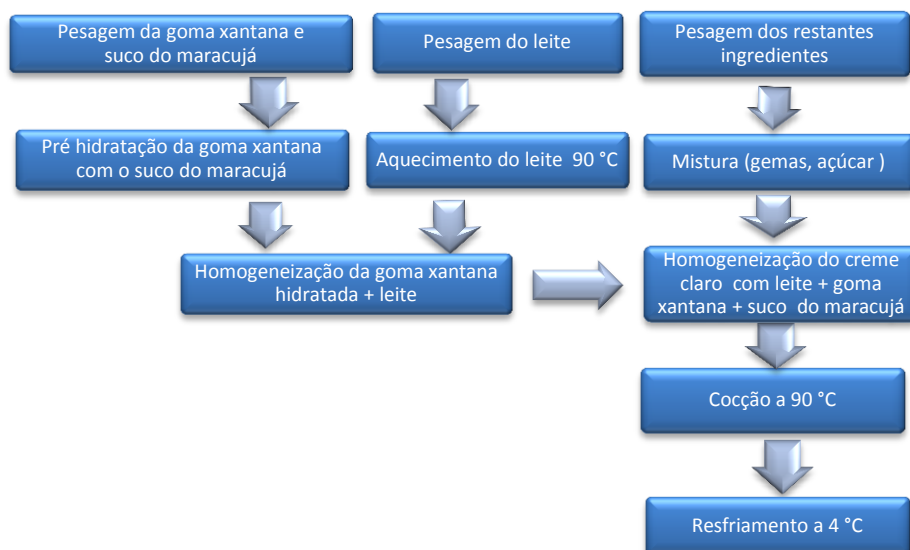 Pesagem da goma xantana e
suco do maracujá
Pesagem do leite
Pesagem dos restantes
ingredientes
Pré hidratação da goma xantana
com o suco do maracujá
Aquecimento do leite 90 °C
Mistura (gemas, açúcar )
Homogeneização da goma xantana
hidratada + leite
Homogeneização do creme
claro com leite + goma
xantana + suco do maracujá
Cocção a 90 °C
Resfriamento a 4 °C